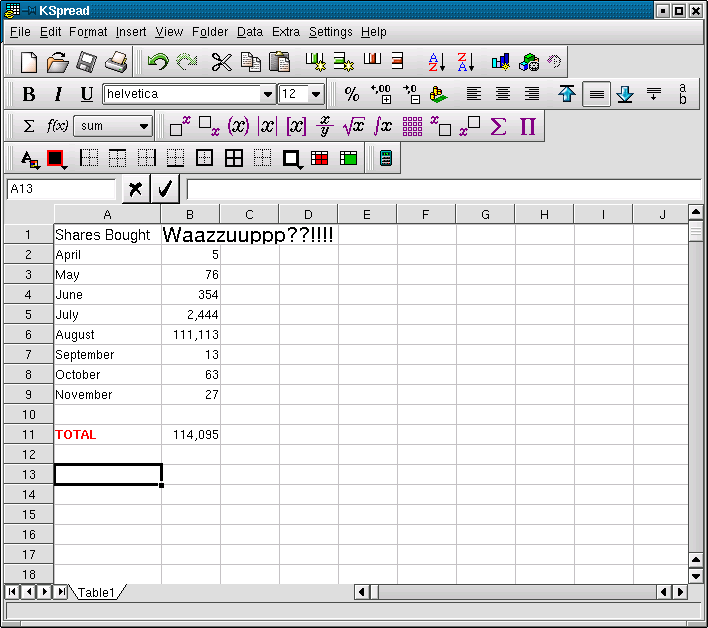 KSpread
File Edit Format Insert View Folder Data Extra Settings Help
B I U helvetica 12 % ,00 ,0 a b
Σ f(x) sum x x (x) |x| [x] x/y √x ∫x x x Σ Π
A
A13
A B C D E F G H I J
1 Shares Bought Waazzuuppp??!!!!
2 April 5
3 May 76
4 June 354
5 July 2,444
6 August 111,113
7 September 13
8 October 63
9 November 27
10
11 TOTAL 114,095
12
13
14
15
16
17
18
Table1